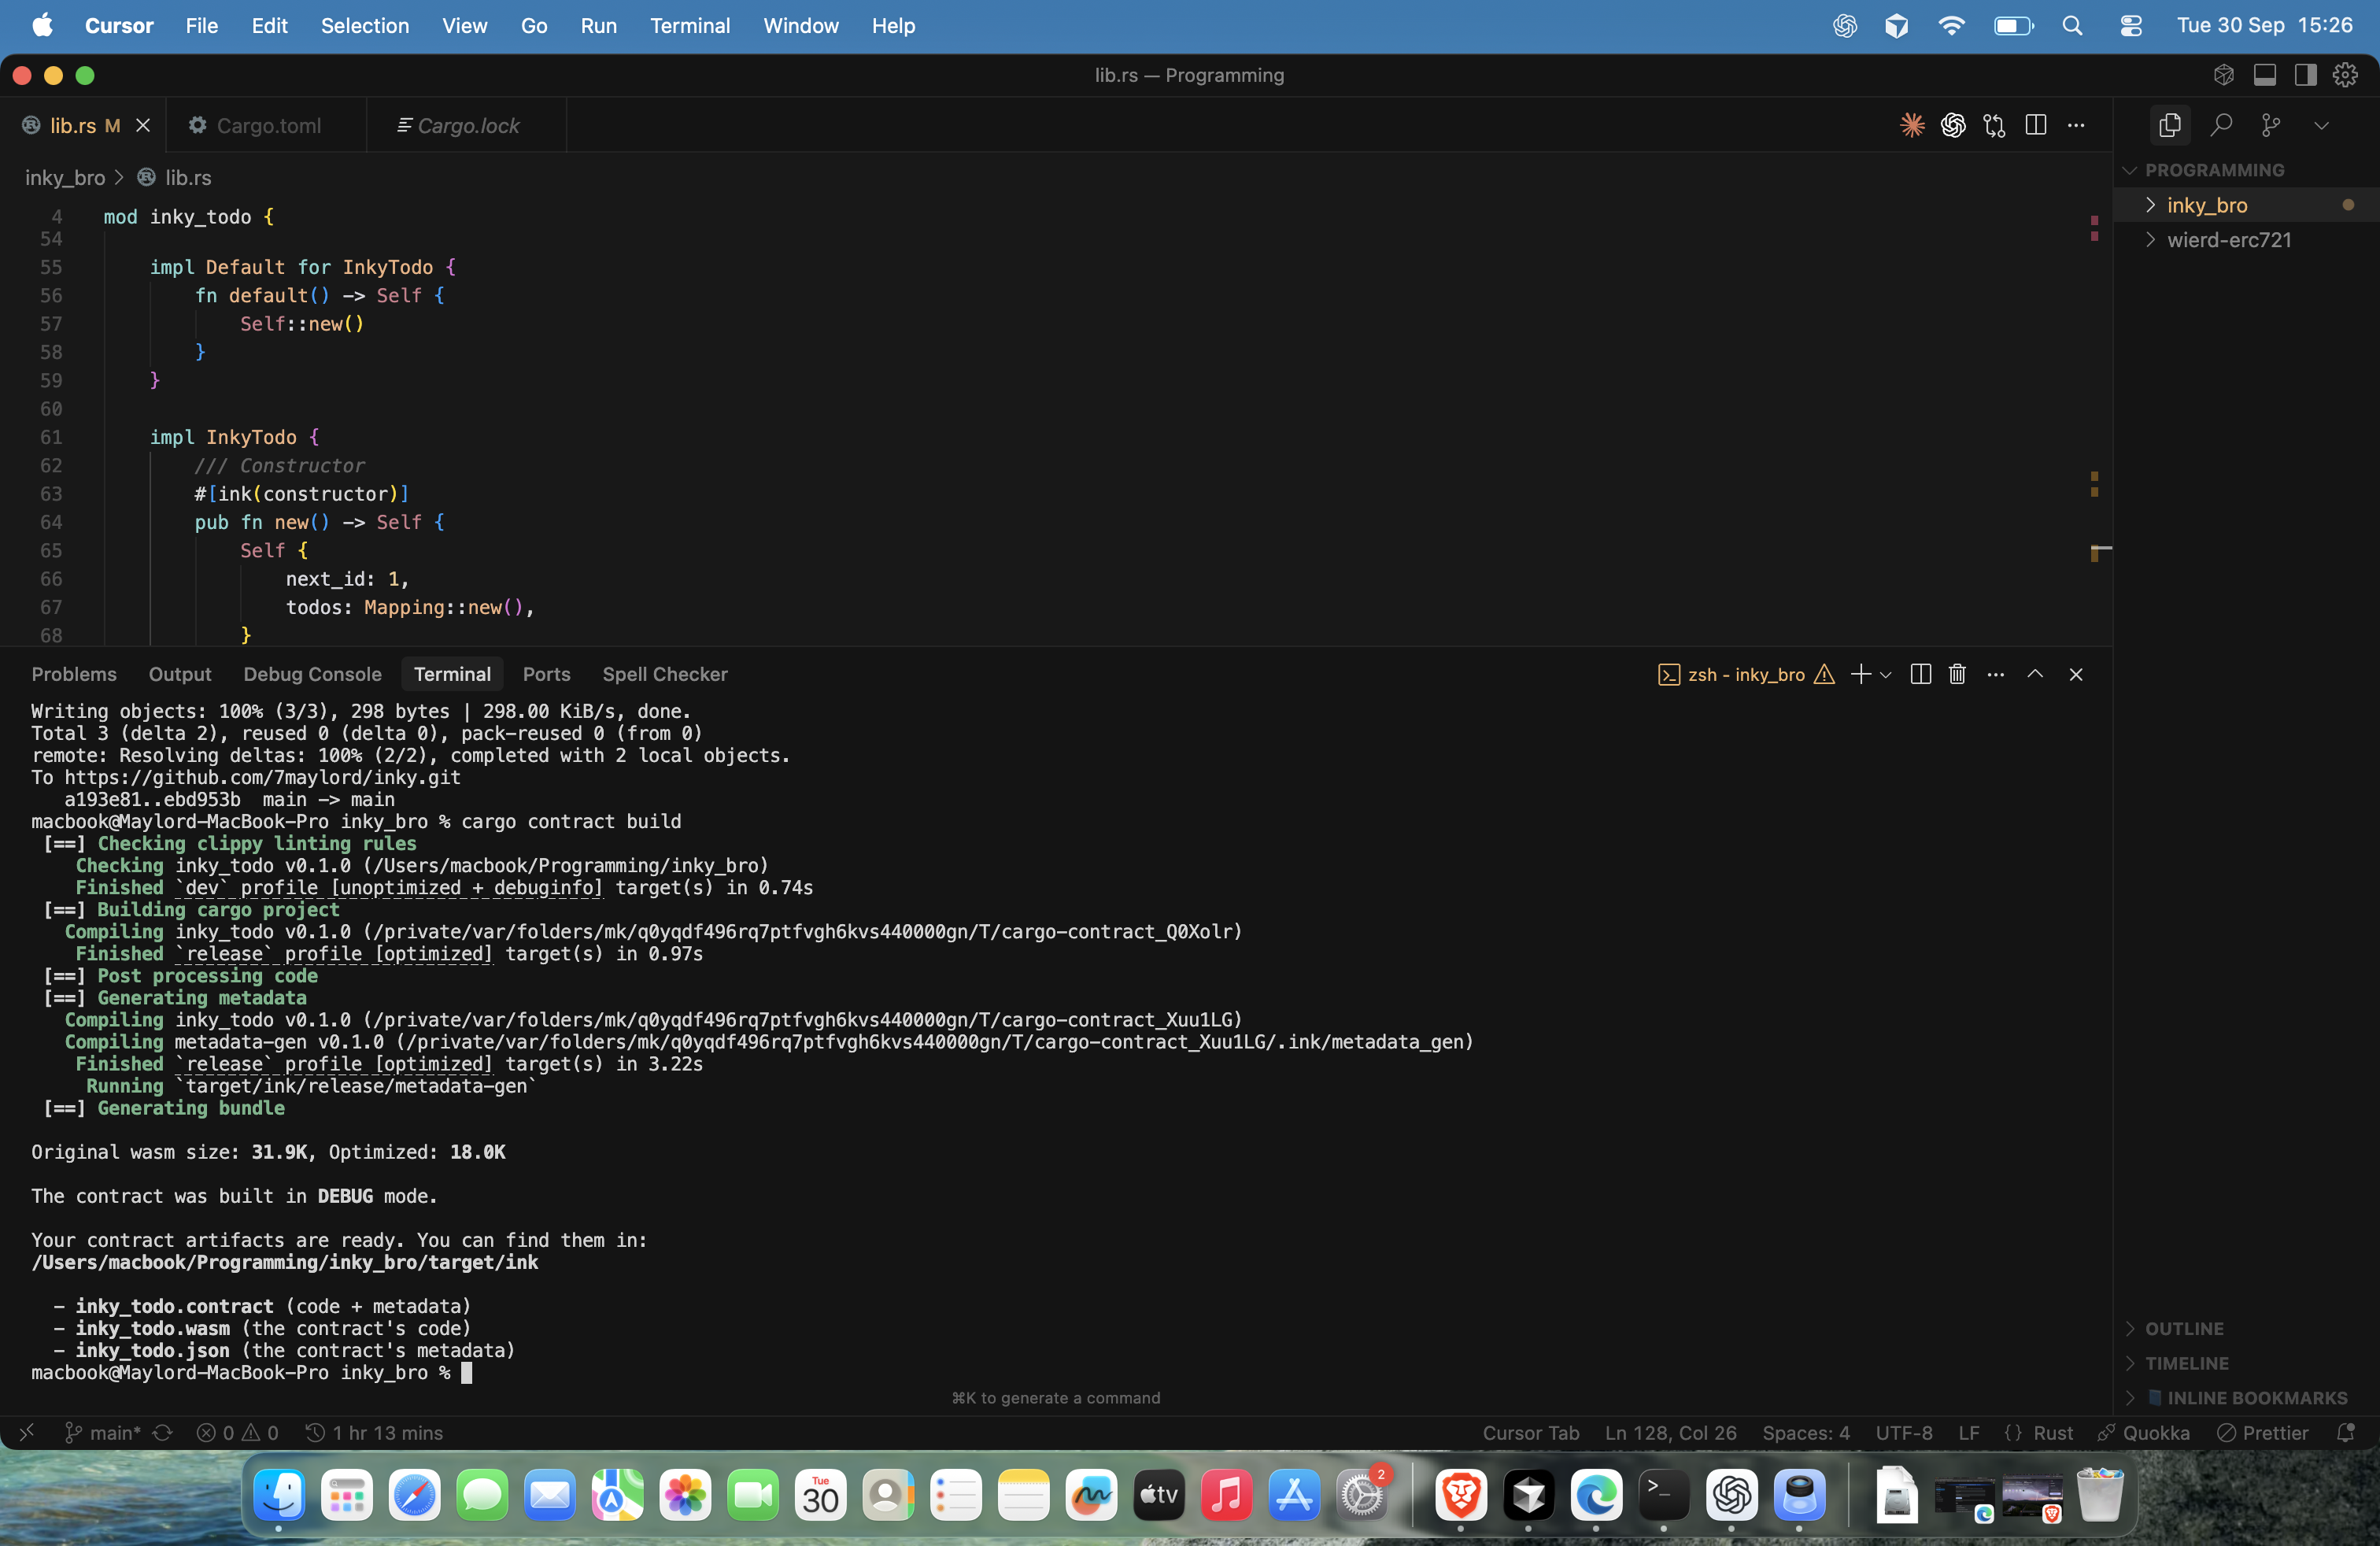 Cursor File Edit Selection View Go Run Terminal Window Help Tue 30 Sep 15:26
lib.rs — Programming
lib.rs M Cargo.toml Cargo.lock
inky_bro > lib.rs
4 mod inky_todo {
54
55 impl Default for InkyTodo {
56 fn default() -> Self {
57 Self::new()
58 }
59 }
60
61 impl InkyTodo {
62 /// Constructor
63 #[ink(constructor)]
64 pub fn new() -> Self {
65 Self {
66 next_id: 1,
67 todos: Mapping::new(),
68 }
PROGRAMMING
inky_bro
wierd-erc721
Problems Output Debug Console Terminal Ports Spell Checker zsh - inky_bro
Writing objects: 100% (3/3), 298 bytes | 298.00 KiB/s, done.
Total 3 (delta 2), reused 0 (delta 0), pack-reused 0 (from 0)
remote: Resolving deltas: 100% (2/2), completed with 2 local objects.
To https://github.com/7maylord/inky.git
a193e81..ebd953b main -> main
macbook@Maylord-MacBook-Pro inky_bro % cargo contract build
[==] Checking clippy linting rules
Checking inky_todo v0.1.0 (/Users/macbook/Programming/inky_bro)
Finished `dev` profile [unoptimized + debuginfo] target(s) in 0.74s
[==] Building cargo project
Compiling inky_todo v0.1.0 (/private/var/folders/mk/q0yqdf496rq7ptfvgh6kvs440000gn/T/cargo-contract_Q0Xolr)
Finished `release` profile [optimized] target(s) in 0.97s
[==] Post processing code
[==] Generating metadata
Compiling inky_todo v0.1.0 (/private/var/folders/mk/q0yqdf496rq7ptfvgh6kvs440000gn/T/cargo-contract_Xuu1LG)
Compiling metadata-gen v0.1.0 (/private/var/folders/mk/q0yqdf496rq7ptfvgh6kvs440000gn/T/cargo-contract_Xuu1LG/.ink/metadata_gen)
Finished `release` profile [optimized] target(s) in 3.22s
Running `target/ink/release/metadata-gen`
[==] Generating bundle
Original wasm size: 31.9K, Optimized: 18.0K
The contract was built in DEBUG mode.
Your contract artifacts are ready. You can find them in:
/Users/macbook/Programming/inky_bro/target/ink
- inky_todo.contract (code + metadata)
- inky_todo.wasm (the contract's code)
- inky_todo.json (the contract's metadata)
macbook@Maylord-MacBook-Pro inky_bro %
⌘K to generate a command
OUTLINE
TIMELINE
INLINE BOOKMARKS
main* 0 0 1 hr 13 mins Cursor Tab Ln 128, Col 26 Spaces: 4 UTF-8 LF {} Rust Quokka Prettier
Tue
30
tv
2
>_